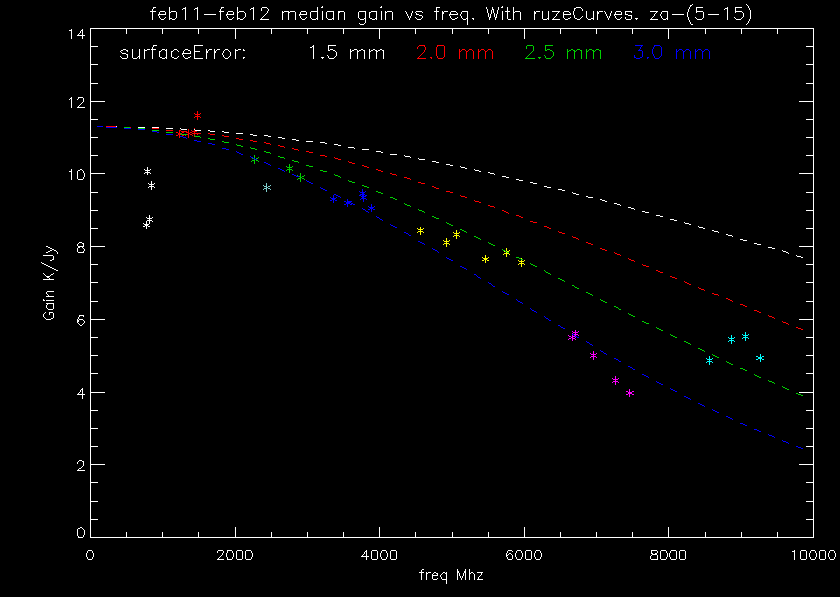 feb11-feb12 median gain vs freq. With ruzeCurves. za-(5-15)
surfaceError: 1.5 mm 2.0 mm 2.5 mm 3.0 mm
14
12
10
8
6
4
2
0
Gain K/Jy
0 2000 4000 6000 8000 10000
freq Mhz